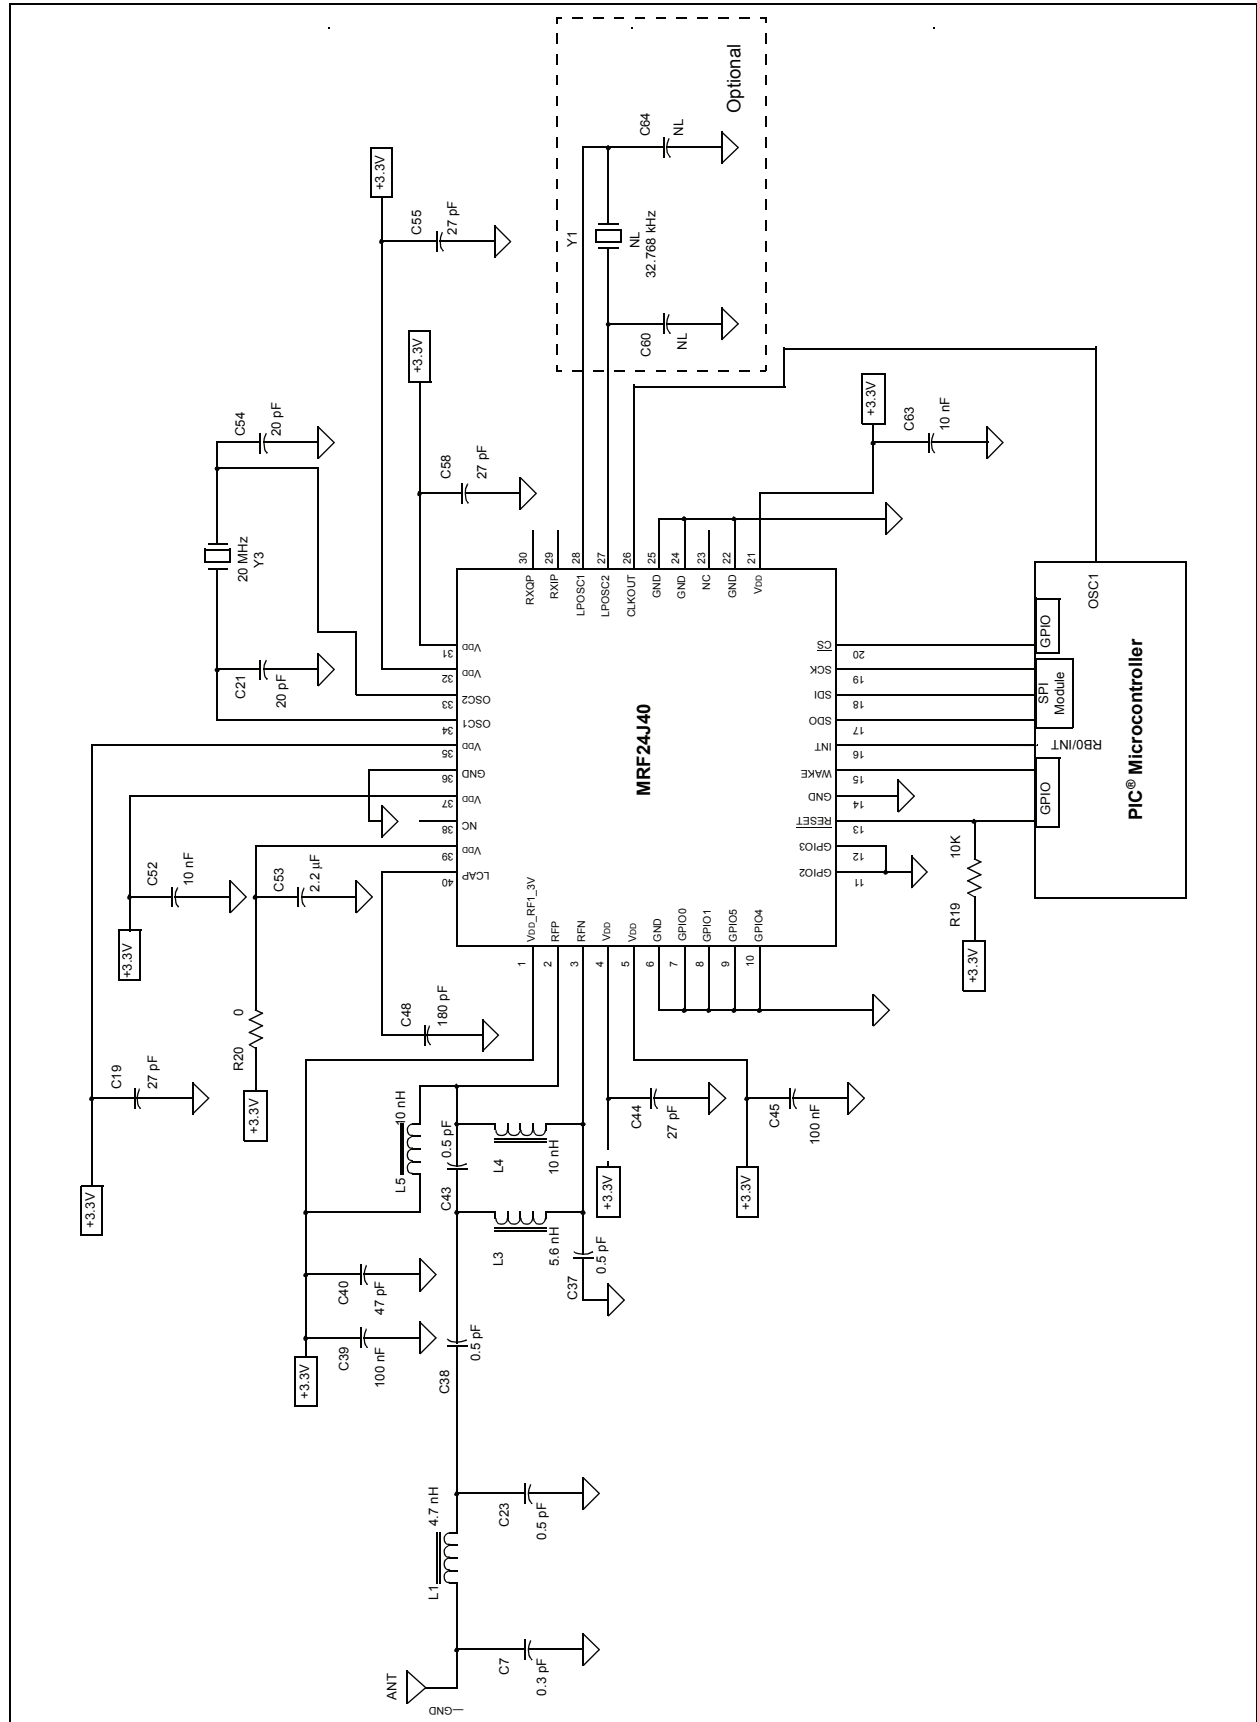 ANT
—GND
C7
0.3 pF
L1
4.7 nH
C23
0.5 pF
+3.3V
C39
100 nF
C40
47 pF
C38
0.5 pF
L5
10 nH
C43
0.5 pF
L3
5.6 nH
L4
10 nH
C37
0.5 pF
+3.3V
C19
27 pF
+3.3V
R20
0
C53
2.2 µF
+3.3V
C52
10 nF
C48
180 pF
+3.3V
C44
27 pF
+3.3V
C45
100 nF
C21
20 pF
20 MHz
Y3
C54
20 pF
+3.3V
C58
27 pF
+3.3V
C55
27 pF
Optional
C60
NL
Y1
NL
32.768 kHz
C64
NL
+3.3V
C63
10 nF
MRF24J40
1 VDD_RF1_3V
2 RFP
3 RFN
4 VDD
5 VDD
6 GND
7 GPIO0
8 GPIO1
9 GPIO5
10 GPIO4
11 GPIO2
12 GPIO3
13 RESET
14 GND
15 WAKE
16 INT
17 SDO
18 SDI
19 SCK
20 CS
21 VDD
22 GND
23 NC
24 GND
25 GND
26 CLKOUT
27 LPOSC2
28 LPOSC1
29 RXIP
30 RXQP
31 VDD
32 VDD
33 OSC2
34 OSC1
35 VDD
36 GND
37 VDD
38 NC
39 VDD
40 LCAP
+3.3V
R19
10K
GPIO
RB0/INT
SPI
Module
GPIO
OSC1
PIC® Microcontroller